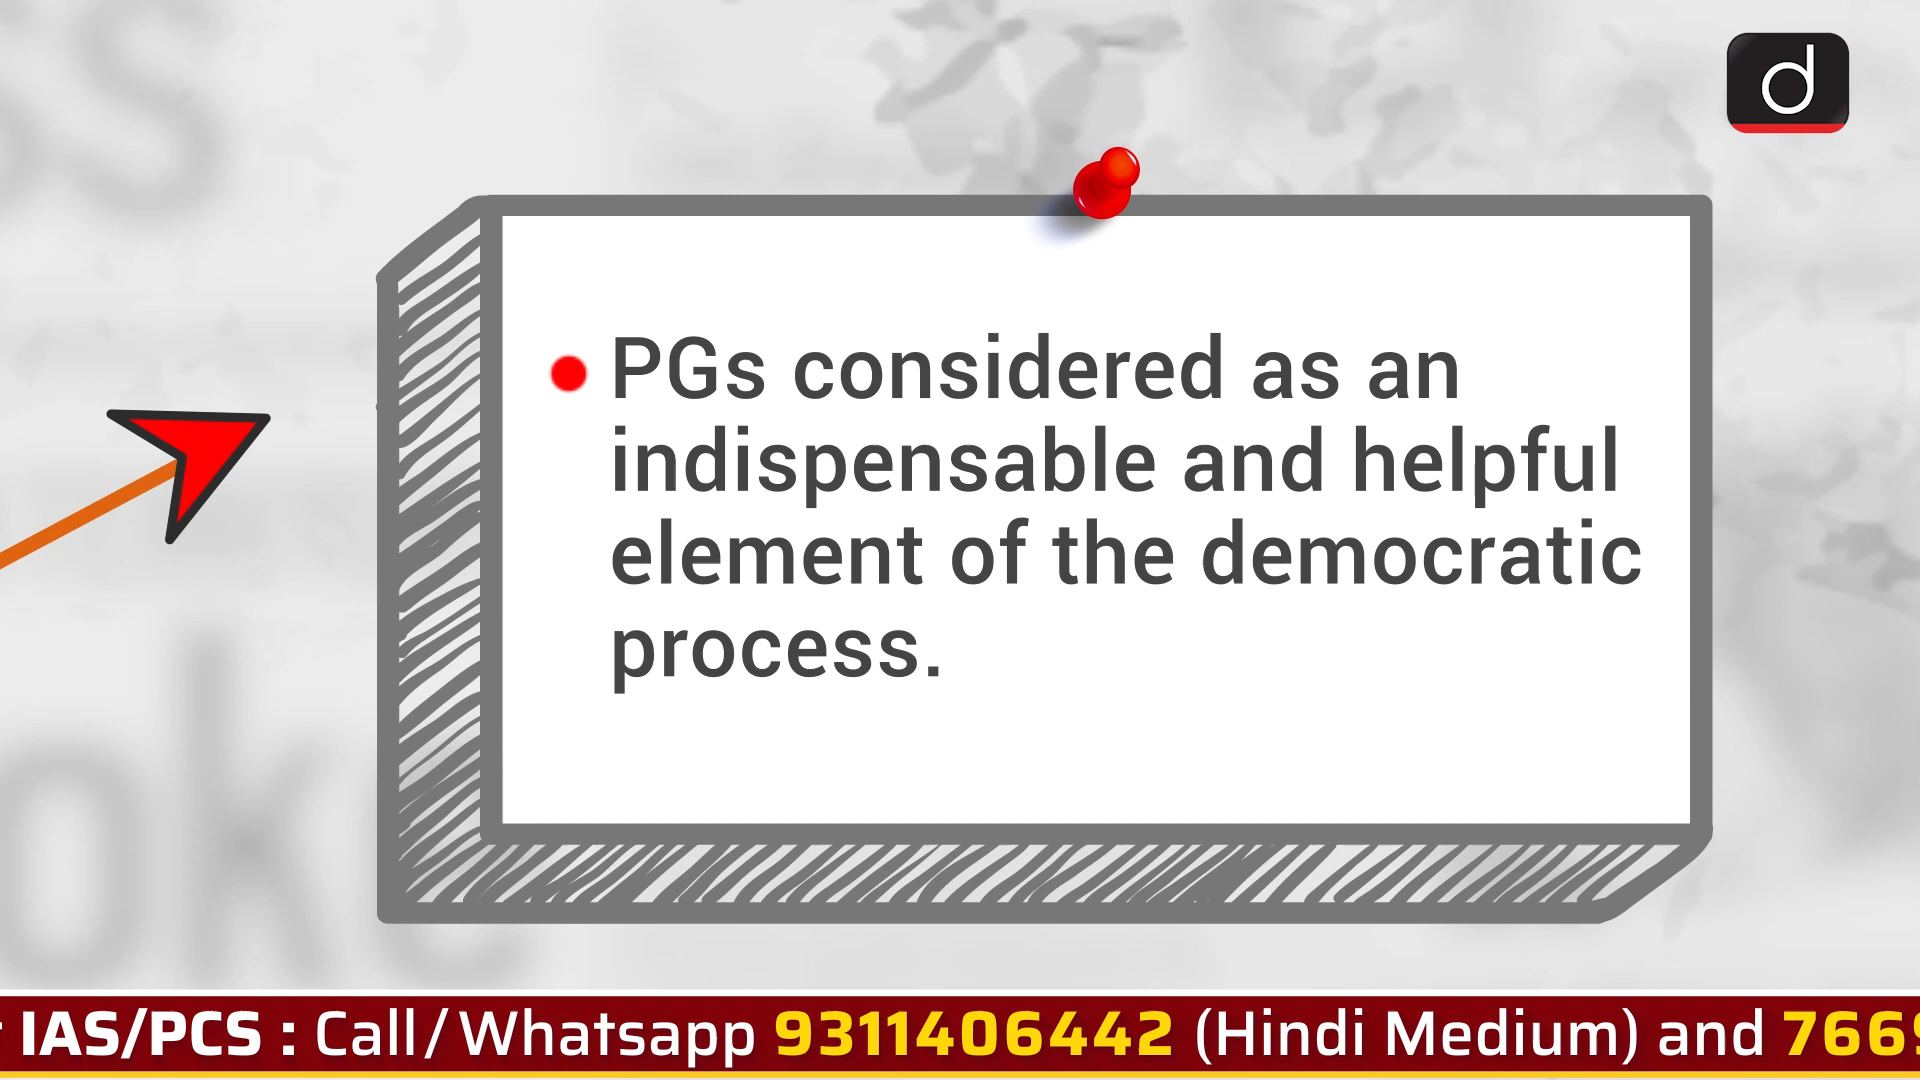 d
PGs considered as an
indispensable and helpful
element of the democratic
process.
IAS/PCS : Call/Whatsapp 9311406442 (Hindi Medium) and 7669